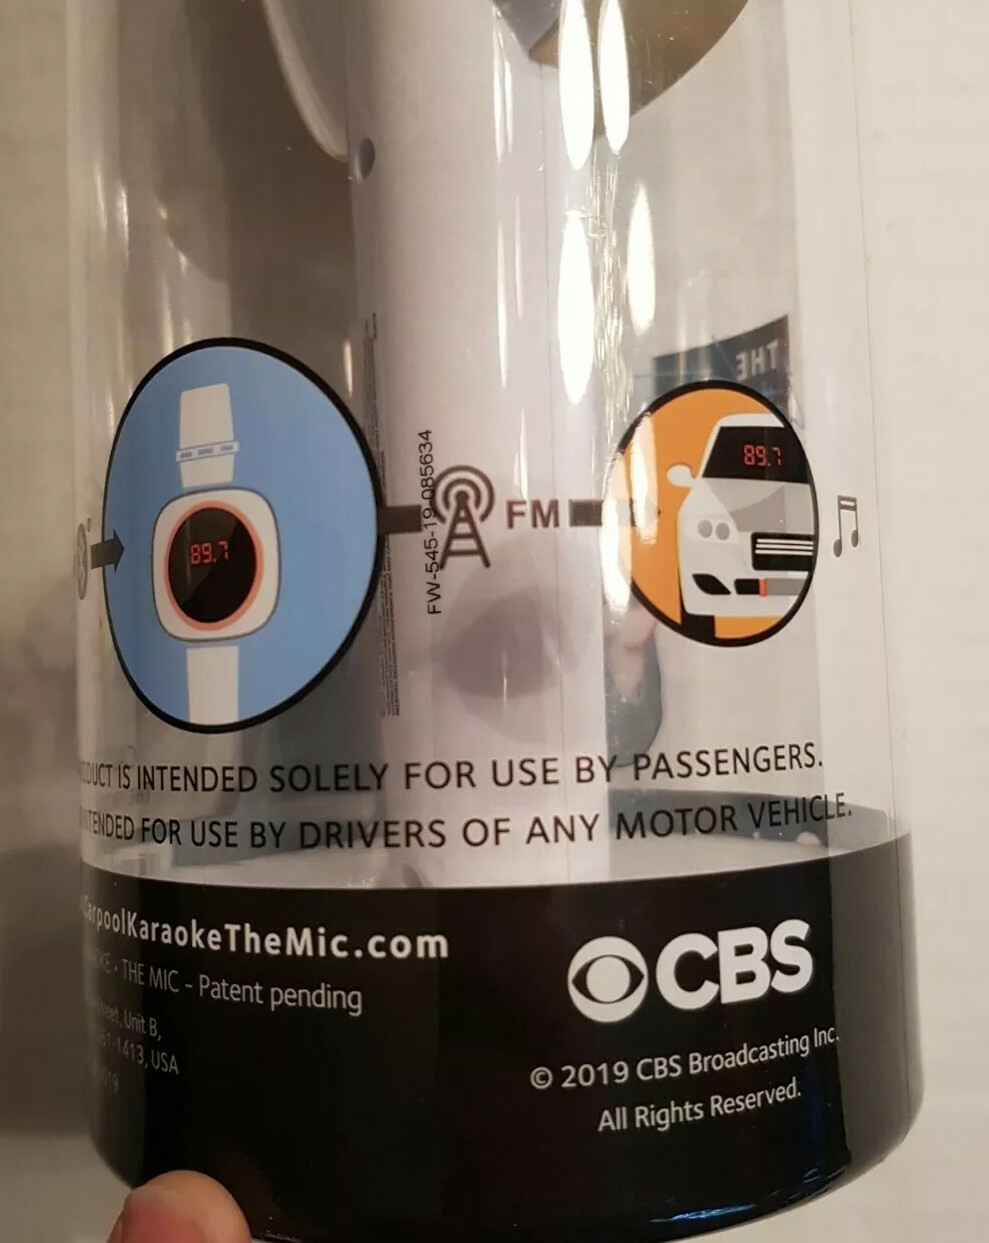 THE
89.7
89.7
FM
FW-545-19-085634
IS INTENDED SOLELY FOR USE BY PASSENGERS.
FOR USE BY DRIVERS OF ANY MOTOR VEHICLE.
CarpoolKaraokeTheMic.com
THE MIC - Patent pending
Unit B,
1413, USA
CBS
© 2019 CBS Broadcasting Inc.
All Rights Reserved.